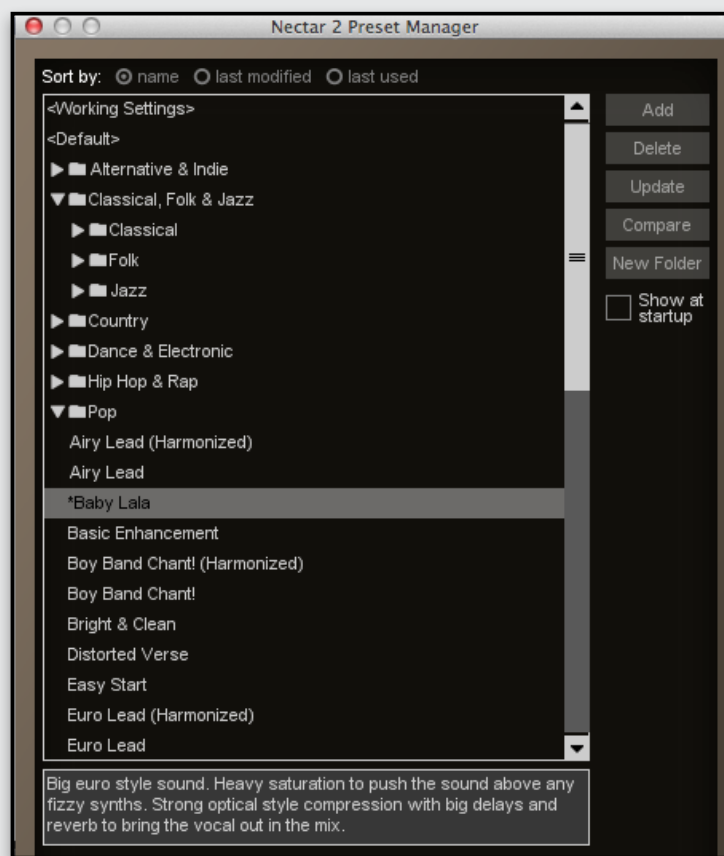 Nectar 2 Preset Manager
Sort by: name last modified last used
<Working Settings>
<Default>
Alternative & Indie
Classical, Folk & Jazz
Classical
Folk
Jazz
Country
Dance & Electronic
Hip Hop & Rap
Pop
Airy Lead (Harmonized)
Airy Lead
*Baby Lala
Basic Enhancement
Boy Band Chant! (Harmonized)
Boy Band Chant!
Bright & Clean
Distorted Verse
Easy Start
Euro Lead (Harmonized)
Euro Lead
Big euro style sound. Heavy saturation to push the sound above any
fizzy synths. Strong optical style compression with big delays and
reverb to bring the vocal out in the mix.
Add
Delete
Update
Compare
New Folder
Show at
startup